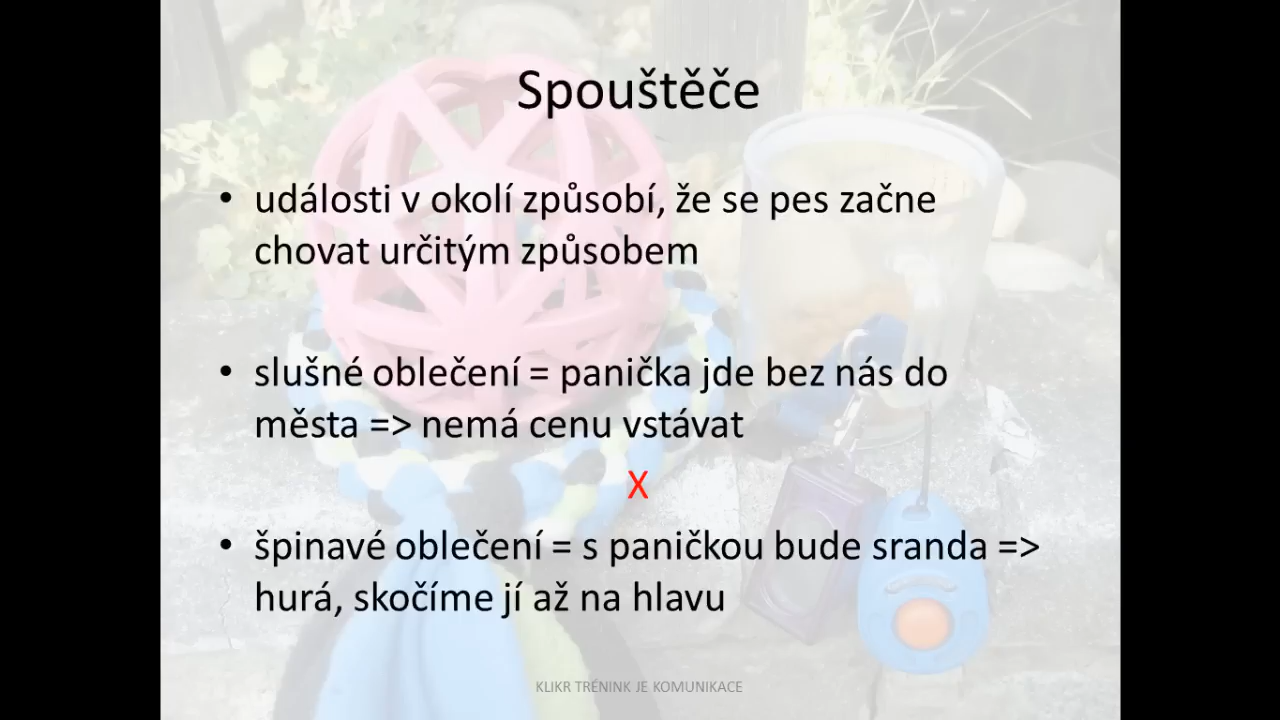 Spouštěče
• události v okolí způsobí, že se pes začne
chovat určitým způsobem
• slušné oblečení = panička jde bez nás do
města => nemá cenu vstávat
X
• špinavé oblečení = s paničkou bude sranda =>
hurá, skočíme jí až na hlavu
KLIKR TRÉNINK JE KOMUNIKACE